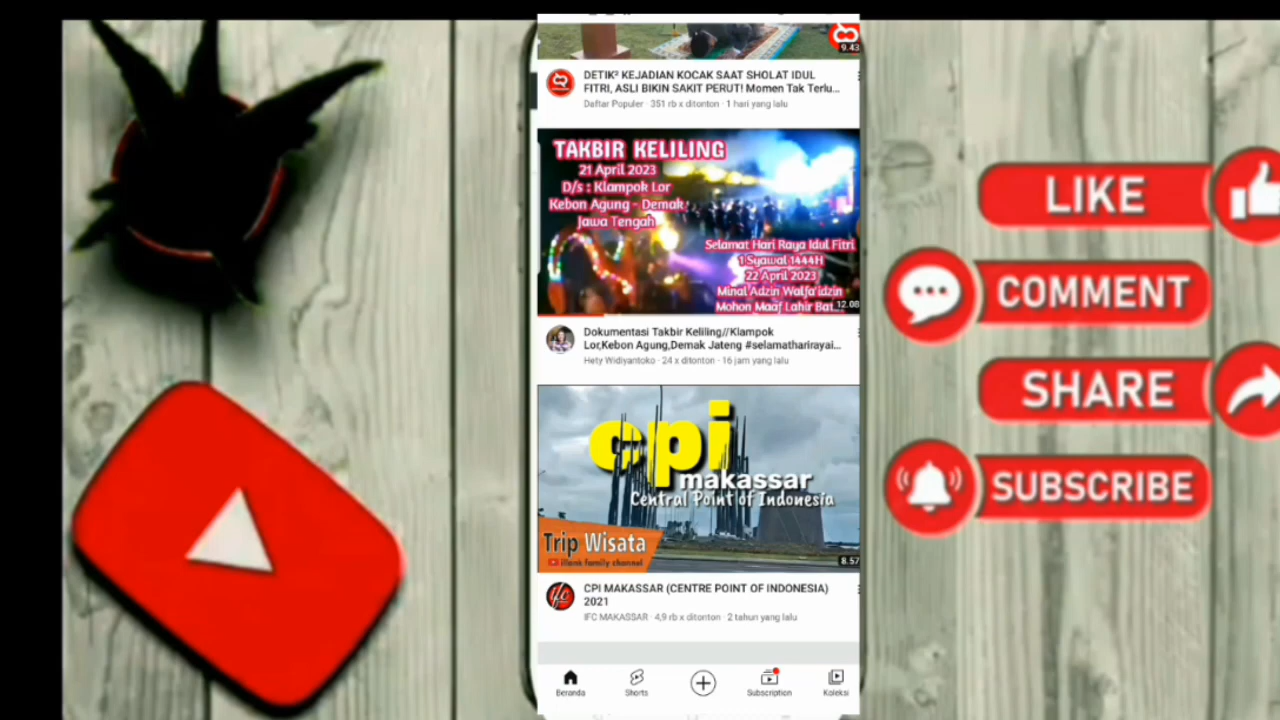 9.43
DETIK² KEJADIAN KOCAK SAAT SHOLAT IDUL
FITRI, ASLI BIKIN SAKIT PERUT! Momen Tak Terlu...
Daftar Populer · 351 rb x ditonton · 1 hari yang lalu
TAKBIR KELILING
21 April 2023
D/s : Klampok Lor
Kebon Agung - Demak
Jawa Tengah
Selamat Hari Raya Idul Fitri
1 Syawal 1444H
22 April 2023
Minal Adzin Walfa'idzin
Mohon Maaf Lahir Bat...
12.08
Dokumentasi Takbir Keliling//Klampok
Lor,Kebon Agung,Demak Jateng #selamatharirayai...
Hety Widiyantoko · 24 x ditonton · 16 jam yang lalu
cpi
makassar
Central Point of Indonesia
Trip Wisata
illank family channel
8.57
CPI MAKASSAR (CENTRE POINT OF INDONESIA)
2021
IFC MAKASSAR · 4,9 rb x ditonton · 2 tahun yang lalu
Beranda
Shorts
Subscription
Koleksi
LIKE
COMMENT
SHARE
SUBSCRIBE